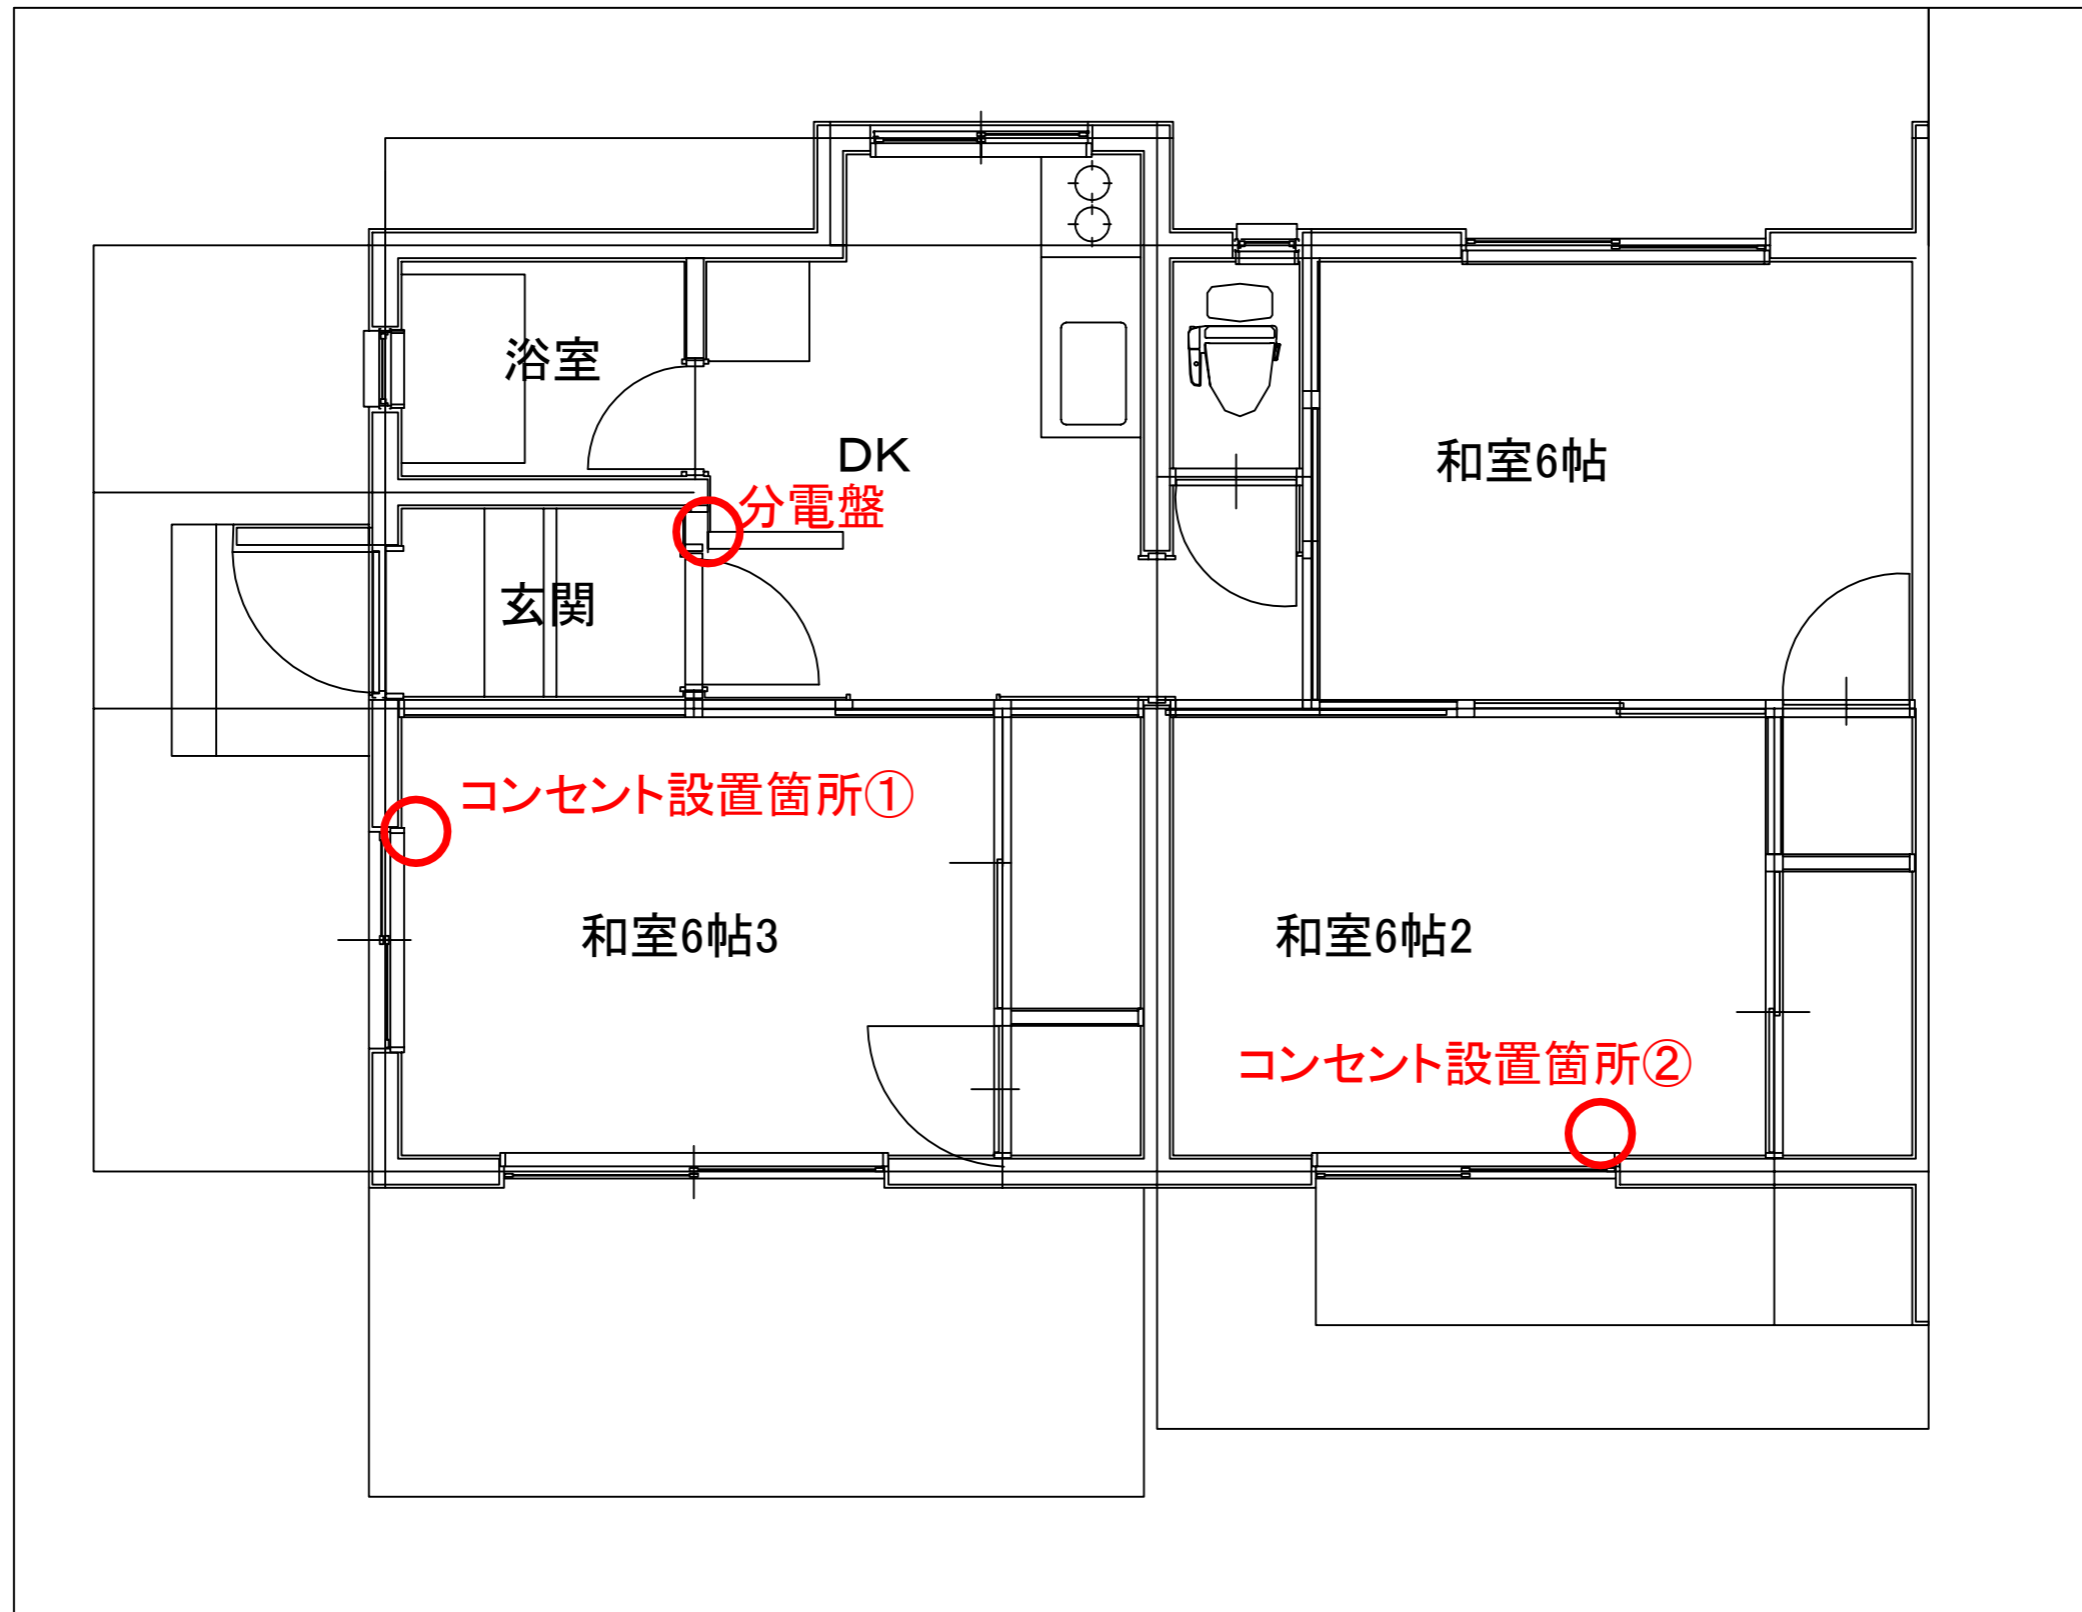 浴室
DK
和室6帖
分電盤
玄関
コンセント設置箇所①
和室6帖3
和室6帖2
コンセント設置箇所②